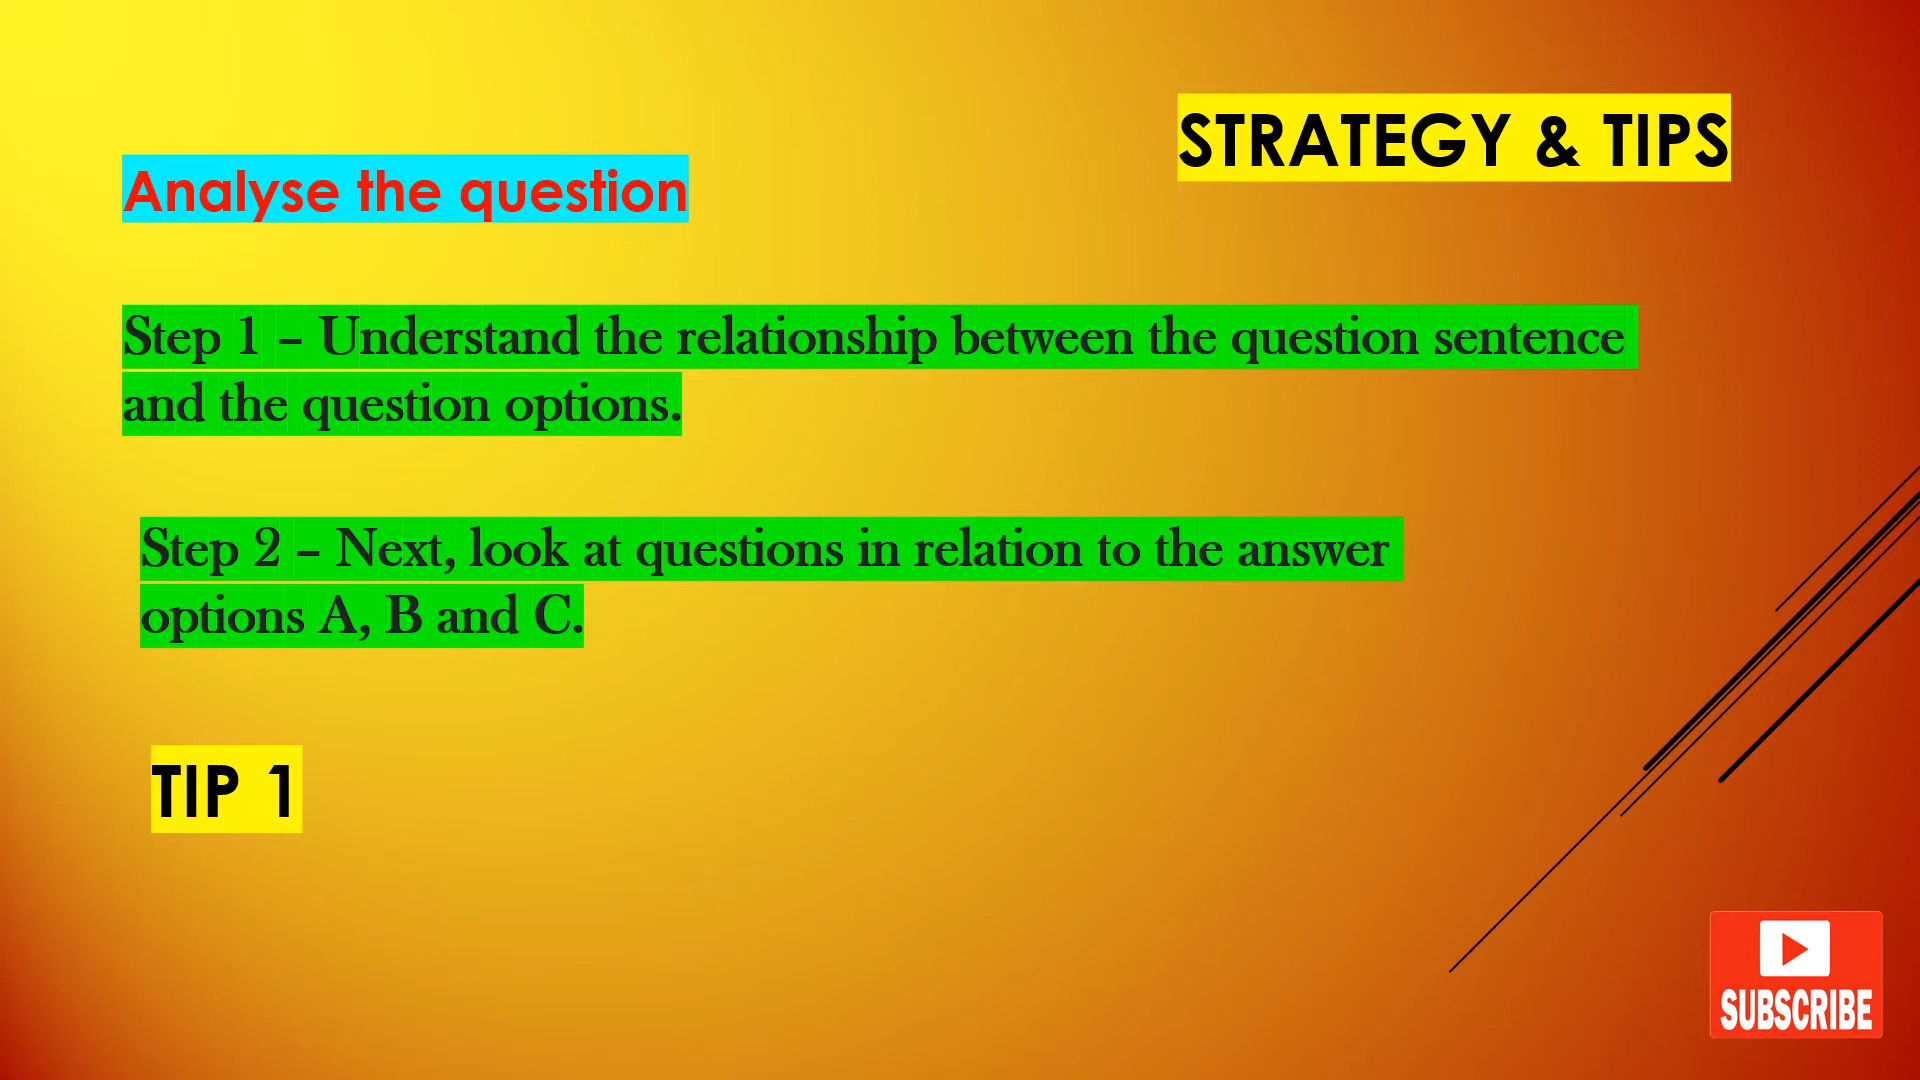 STRATEGY & TIPS
Analyse the question
Step 1 – Understand the relationship between the question sentence
and the question options.
Step 2 – Next, look at questions in relation to the answer
options A, B and C.
TIP 1
SUBSCRIBE